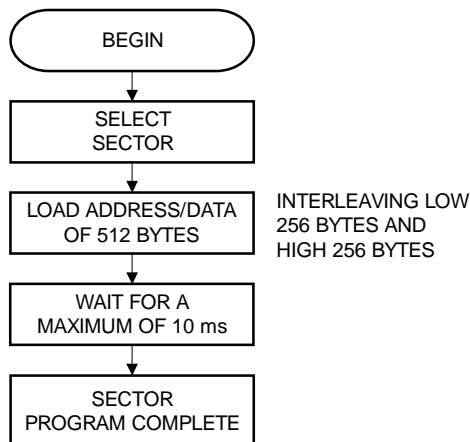 BEGIN
SELECT
SECTOR
LOAD ADDRESS/DATA
OF 512 BYTES
INTERLEAVING LOW
256 BYTES AND
HIGH 256 BYTES
WAIT FOR A
MAXIMUM OF 10 ms
SECTOR
PROGRAM COMPLETE